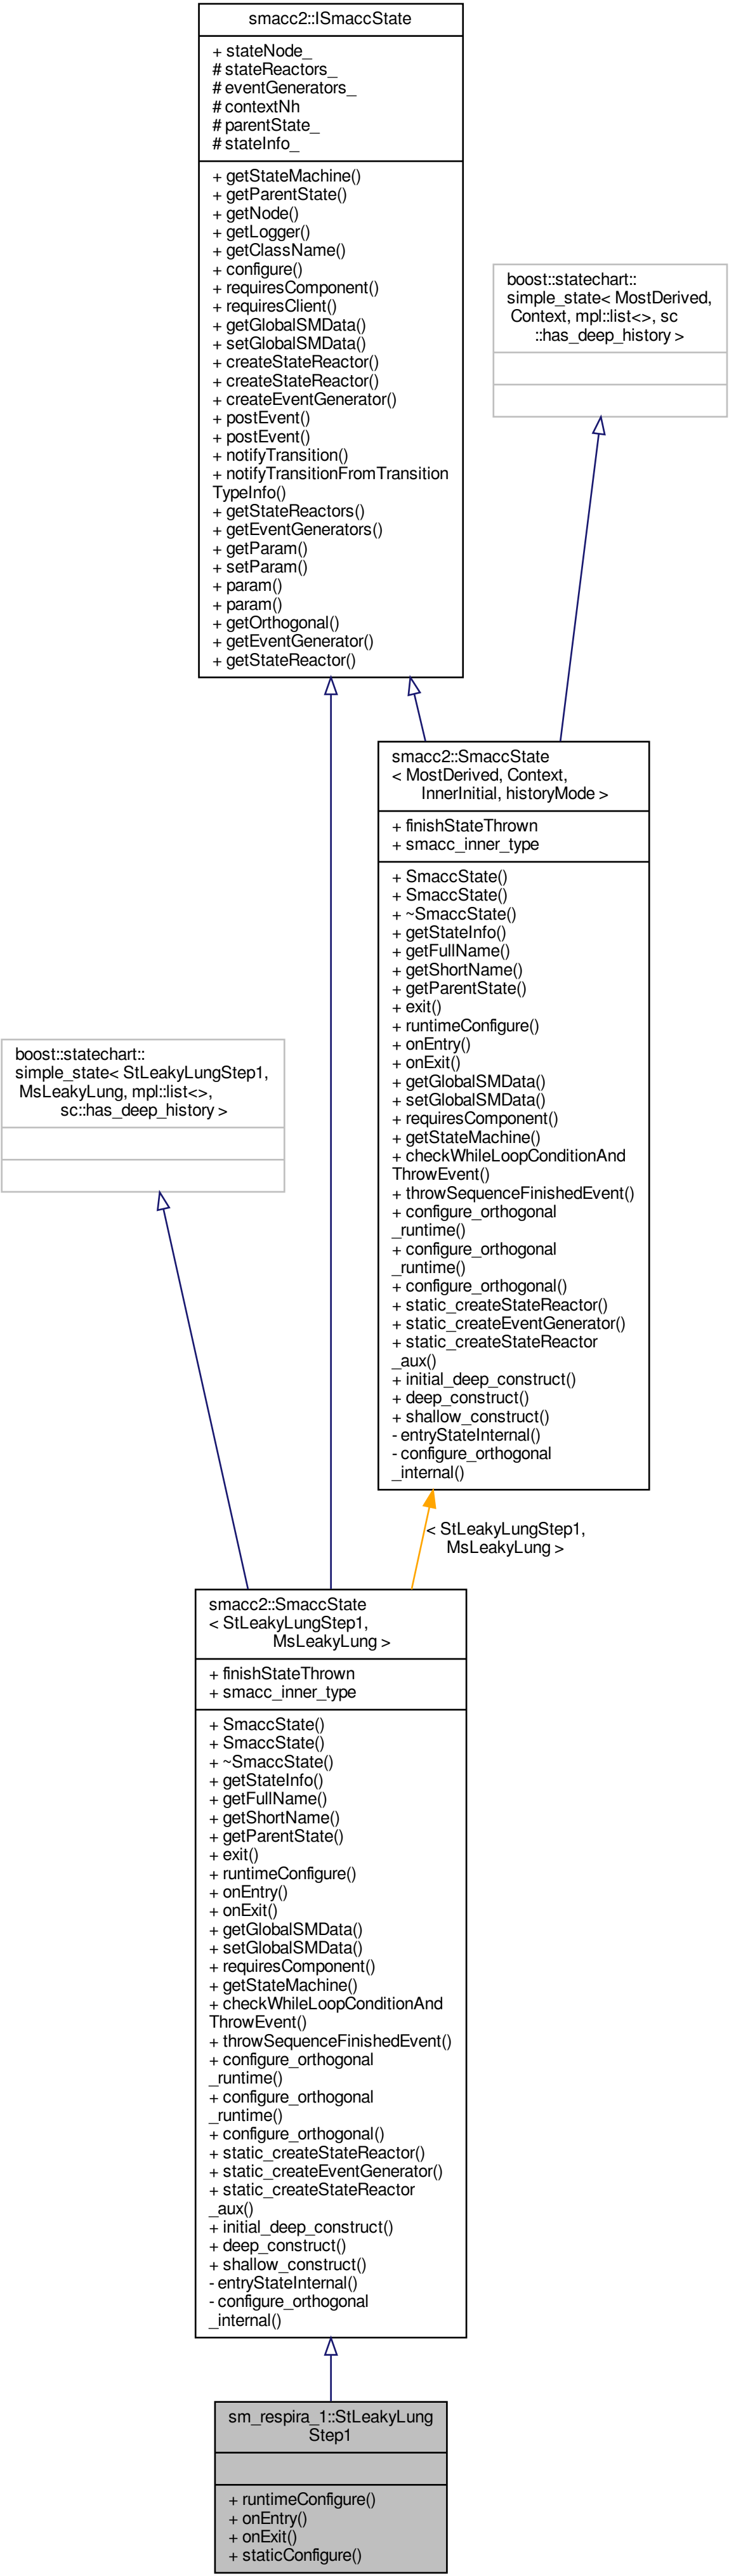 smacc2::ISmaccState
+ stateNode_
# stateReactors_
# eventGenerators_
# contextNh
# parentState_
# stateInfo_
+ getStateMachine()
+ getParentState()
+ getNode()
+ getLogger()
+ getClassName()
+ configure()
+ requiresComponent()
+ requiresClient()
+ getGlobalSMData()
+ setGlobalSMData()
+ createStateReactor()
+ createStateReactor()
+ createEventGenerator()
+ postEvent()
+ postEvent()
+ notifyTransition()
+ notifyTransitionFromTransition
TypeInfo()
+ getStateReactors()
+ getEventGenerators()
+ getParam()
+ setParam()
+ param()
+ param()
+ getOrthogonal()
+ getEventGenerator()
+ getStateReactor()
boost::statechart::
simple_state< MostDerived,
Context, mpl::list<>, sc
::has_deep_history >
smacc2::SmaccState
< MostDerived, Context,
InnerInitial, historyMode >
+ finishStateThrown
+ smacc_inner_type
+ SmaccState()
+ SmaccState()
+ ~SmaccState()
+ getStateInfo()
+ getFullName()
+ getShortName()
+ getParentState()
+ exit()
+ runtimeConfigure()
+ onEntry()
+ onExit()
+ getGlobalSMData()
+ setGlobalSMData()
+ requiresComponent()
+ getStateMachine()
+ checkWhileLoopConditionAnd
ThrowEvent()
+ throwSequenceFinishedEvent()
+ configure_orthogonal
_runtime()
+ configure_orthogonal
_runtime()
+ configure_orthogonal()
+ static_createStateReactor()
+ static_createEventGenerator()
+ static_createStateReactor
_aux()
+ initial_deep_construct()
+ deep_construct()
+ shallow_construct()
- entryStateInternal()
- configure_orthogonal
_internal()
boost::statechart::
simple_state< StLeakyLungStep1,
MsLeakyLung, mpl::list<>,
sc::has_deep_history >
< StLeakyLungStep1,
MsLeakyLung >
smacc2::SmaccState
< StLeakyLungStep1,
MsLeakyLung >
+ finishStateThrown
+ smacc_inner_type
+ SmaccState()
+ SmaccState()
+ ~SmaccState()
+ getStateInfo()
+ getFullName()
+ getShortName()
+ getParentState()
+ exit()
+ runtimeConfigure()
+ onEntry()
+ onExit()
+ getGlobalSMData()
+ setGlobalSMData()
+ requiresComponent()
+ getStateMachine()
+ checkWhileLoopConditionAnd
ThrowEvent()
+ throwSequenceFinishedEvent()
+ configure_orthogonal
_runtime()
+ configure_orthogonal
_runtime()
+ configure_orthogonal()
+ static_createStateReactor()
+ static_createEventGenerator()
+ static_createStateReactor
_aux()
+ initial_deep_construct()
+ deep_construct()
+ shallow_construct()
- entryStateInternal()
- configure_orthogonal
_internal()
sm_respira_1::StLeakyLung
Step1
+ runtimeConfigure()
+ onEntry()
+ onExit()
+ staticConfigure()